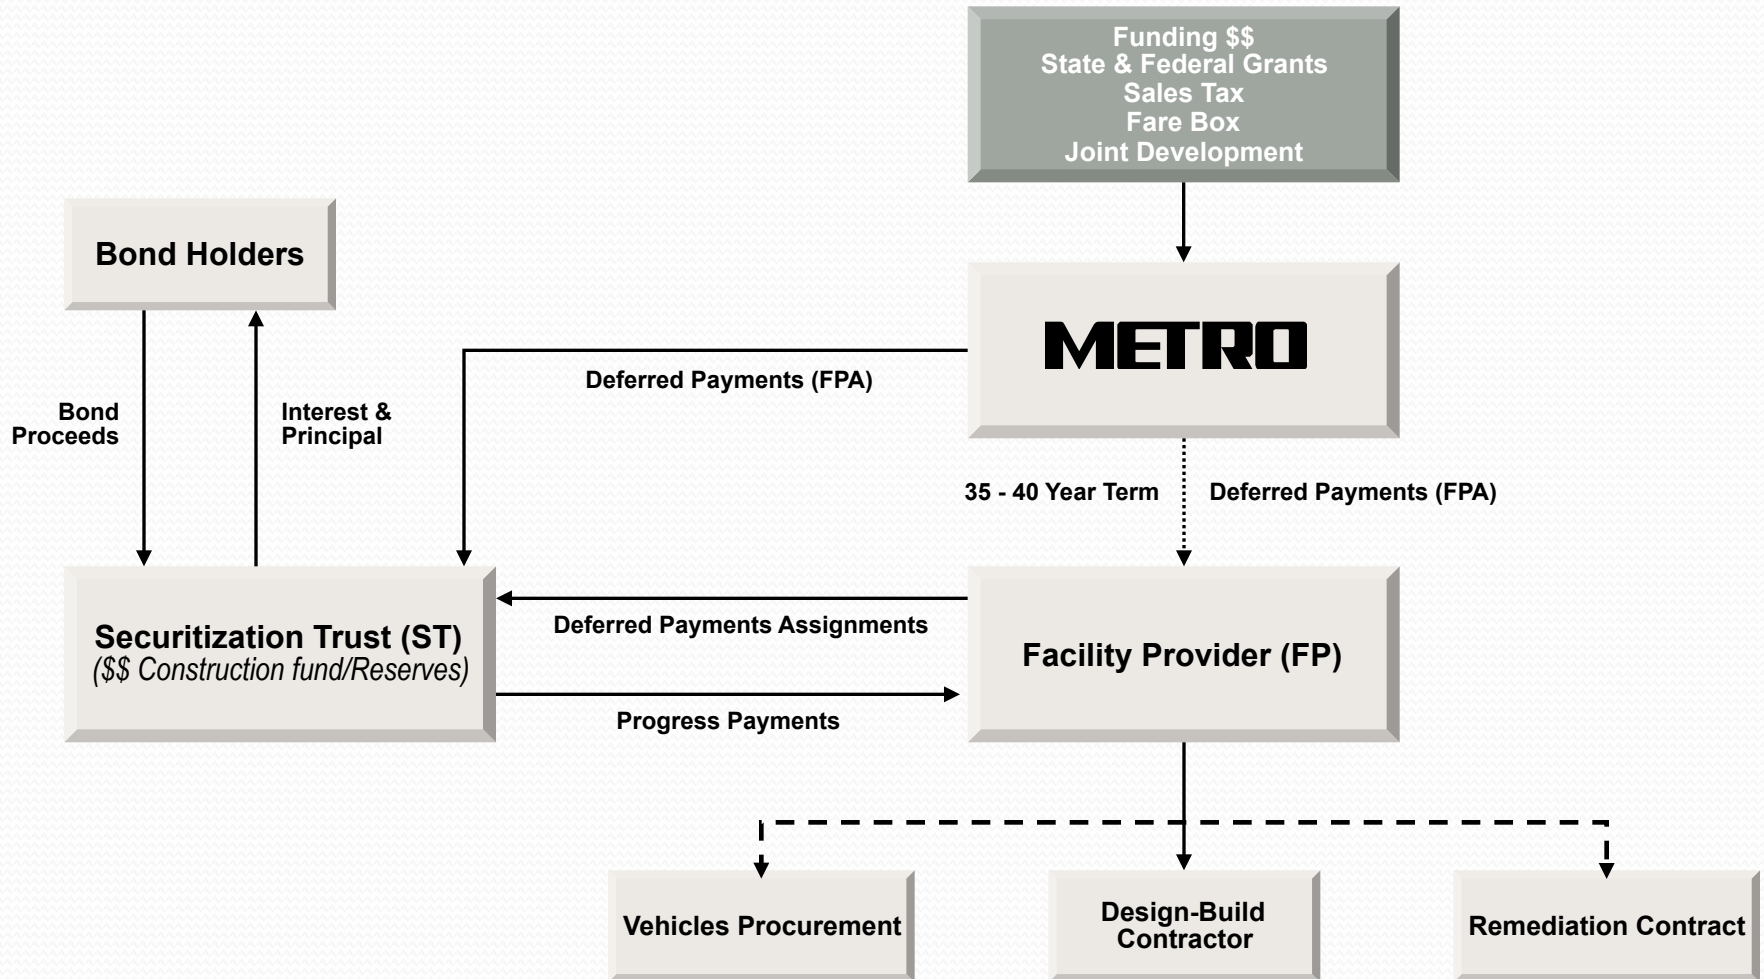 Funding $$
State & Federal Grants
Sales Tax
Fare Box
Joint Development
Bond Holders
METRO
Deferred Payments (FPA)
Bond
Proceeds
Interest &
Principal
35 - 40 Year Term
Deferred Payments (FPA)
Securitization Trust (ST)
($$ Construction fund/Reserves)
Deferred Payments Assignments
Facility Provider (FP)
Progress Payments
Vehicles Procurement
Design-Build
Contractor
Remediation Contract